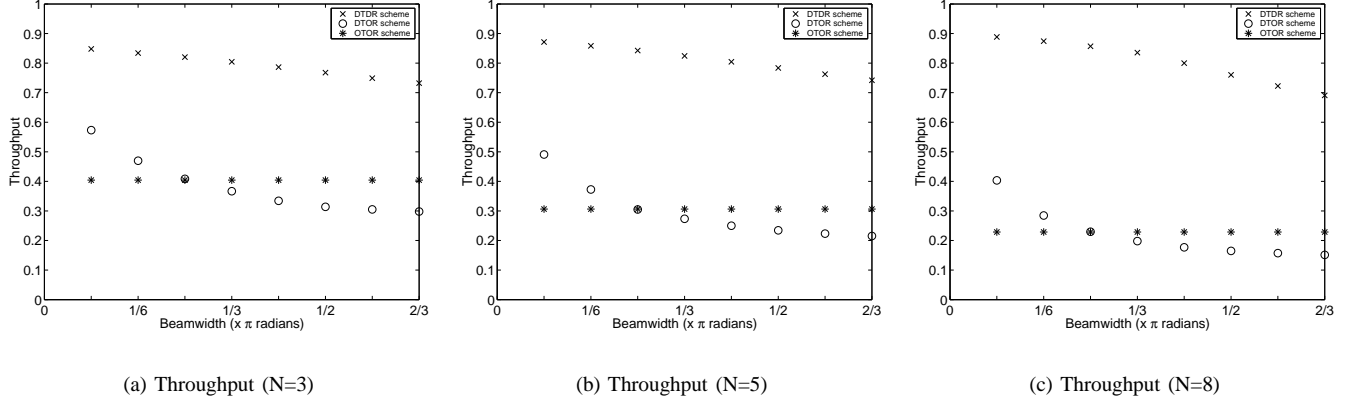 1
0.9
0.8
0.7
0.6
0.5
0.4
0.3
0.2
0.1
0
Throughput
DTDR scheme
DTOR scheme
OTOR scheme
0 1/6 1/3 1/2 2/3
Beamwidth (x π radians)
(a) Throughput (N=3)
1
0.9
0.8
0.7
0.6
0.5
0.4
0.3
0.2
0.1
0
Throughput
DTDR scheme
DTOR scheme
OTOR scheme
0 1/6 1/3 1/2 2/3
Beamwidth (x π radians)
(b) Throughput (N=5)
1
0.9
0.8
0.7
0.6
0.5
0.4
0.3
0.2
0.1
0
Throughput
DTDR scheme
DTOR scheme
OTOR scheme
0 1/6 1/3 1/2 2/3
Beamwidth (x π radians)
(c) Throughput (N=8)